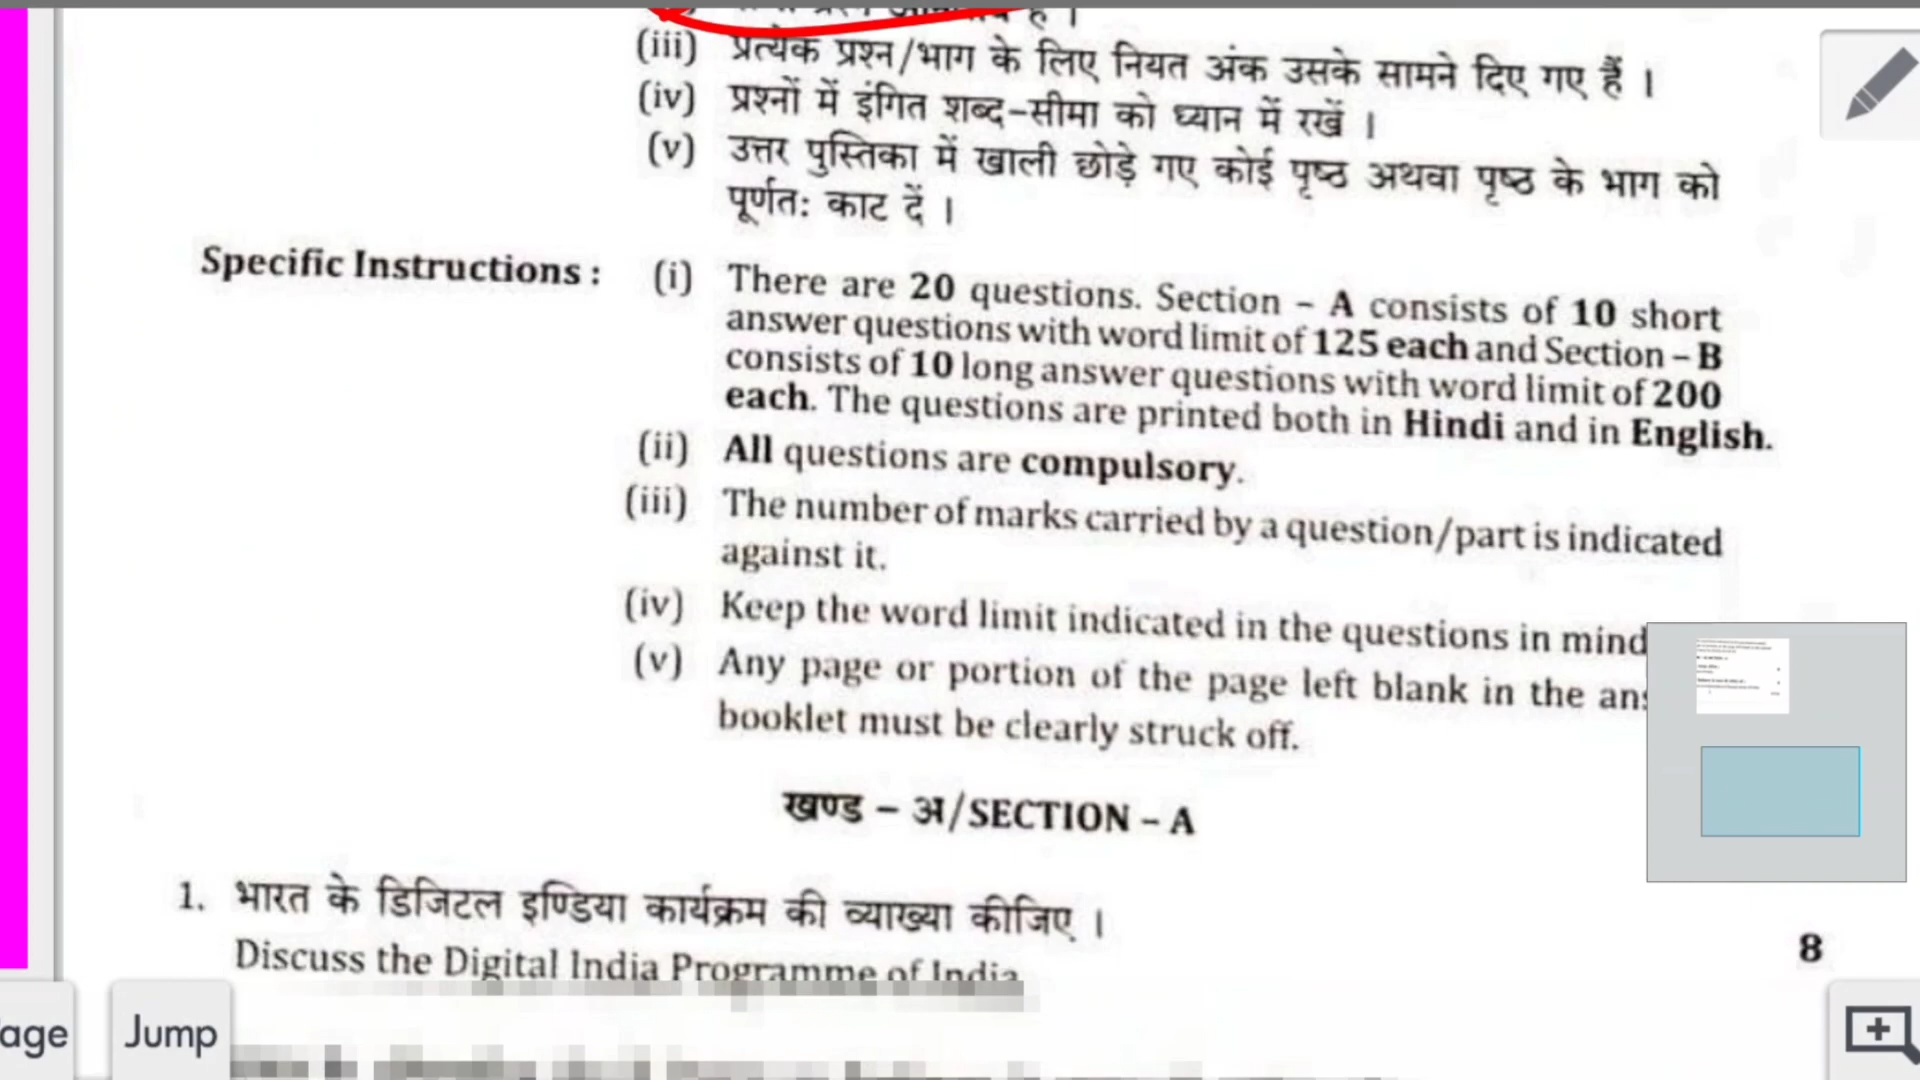 है ।
(iii) प्रत्येक प्रश्न/भाग के लिए नियत अंक उसके सामने दिए गए हैं ।
(iv) प्रश्नों में इंगित शब्द-सीमा को ध्यान में रखें ।
(v) उत्तर पुस्तिका में खाली छोड़े गए कोई पृष्ठ अथवा पृष्ठ के भाग को
पूर्णतः काट दें ।
Specific Instructions : (i) There are 20 questions. Section – A consists of 10 short
answer questions with word limit of 125 each and Section – B
consists of 10 long answer questions with word limit of 200
each. The questions are printed both in Hindi and in English.
(ii) All questions are compulsory.
(iii) The number of marks carried by a question/part is indicated
against it.
(iv) Keep the word limit indicated in the questions in mind
(v) Any page or portion of the page left blank in the ans
booklet must be clearly struck off.
खण्ड – अ/SECTION – A
1. भारत के डिजिटल इण्डिया कार्यक्रम की व्याख्या कीजिए ।
Discuss the Digital India Programme of India
8
age
Jump